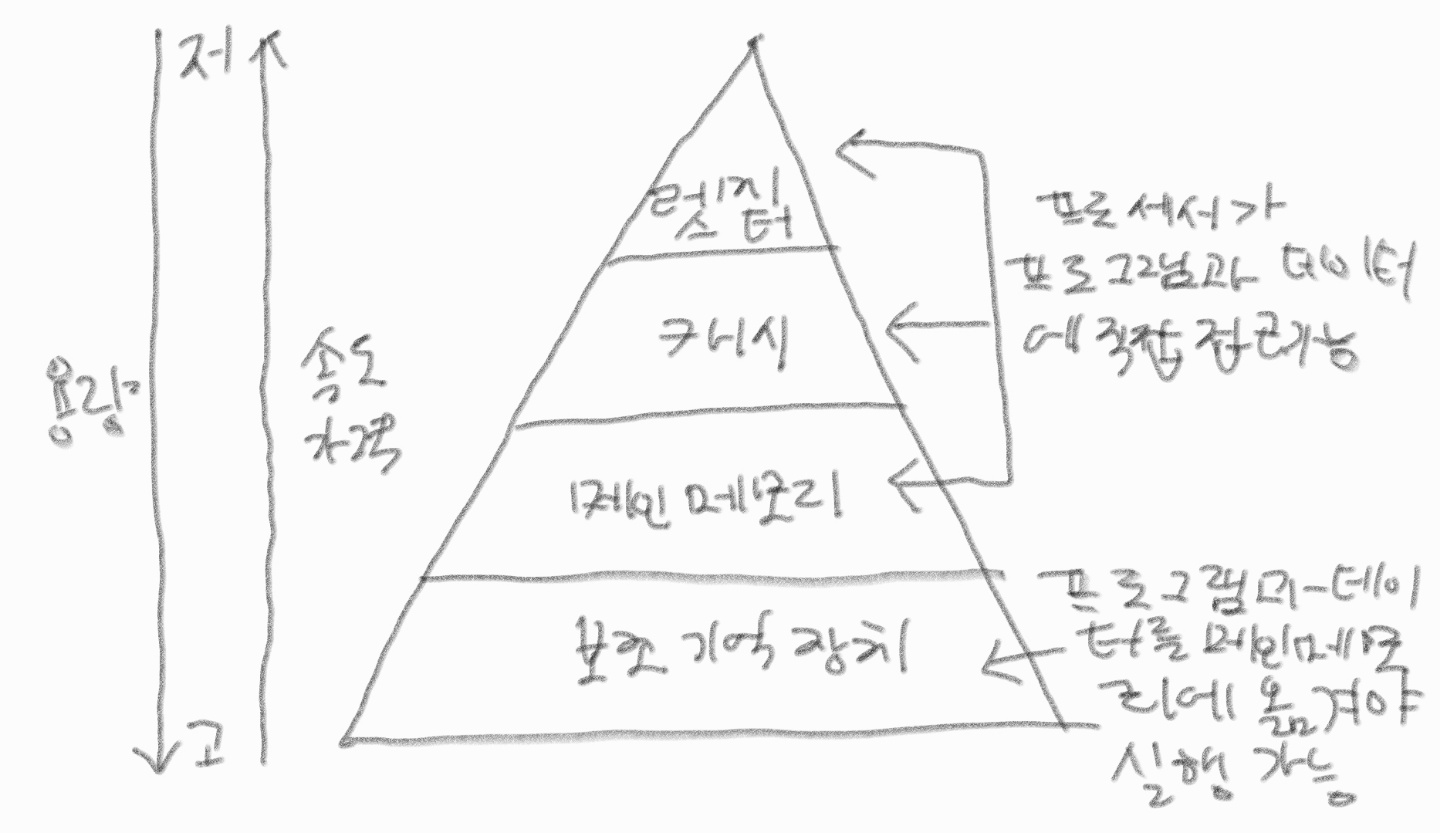 저
용량
속도
가격
고
렛지터
캐시
메인 메모리
보조 기억 장치
프로세서가
프로그램과 데이터
에 직접 접근가능
프로그램과 데이
터를 메인메모
리에 옮겨야
실행 가능